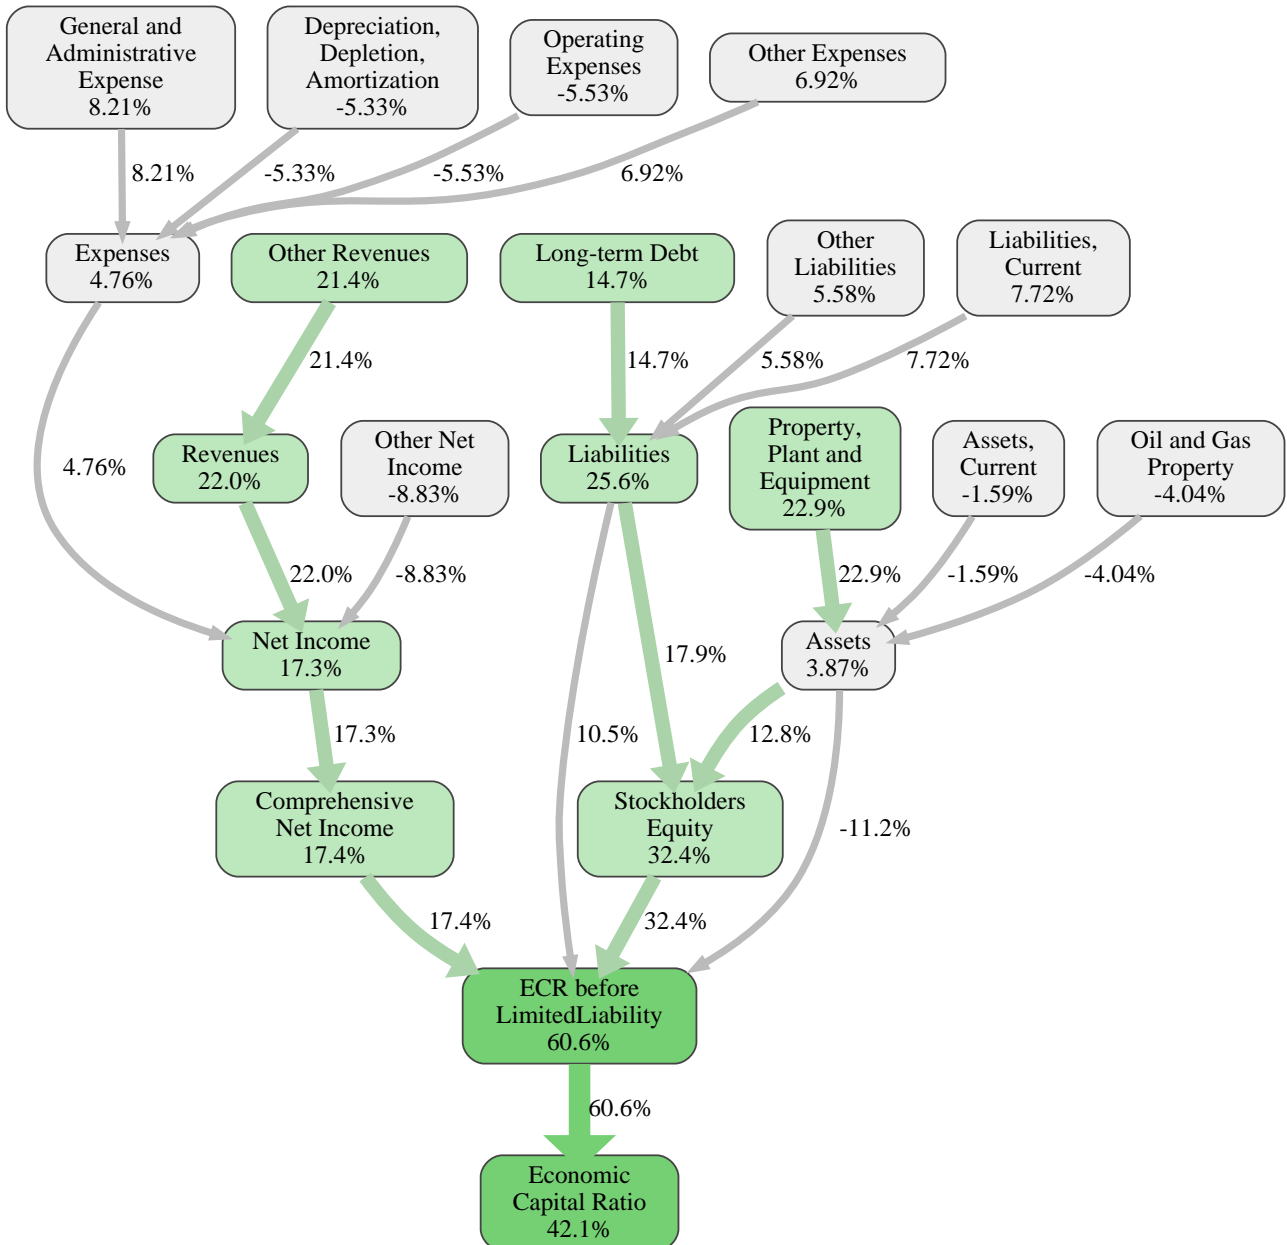 General and
Administrative
Expense
8.21%
Depreciation,
Depletion,
Amortization
-5.33%
Operating
Expenses
-5.53%
Other Expenses
6.92%
8.21%
-5.33%
-5.53%
6.92%
Expenses
4.76%
Other Revenues
21.4%
Long-term Debt
14.7%
Other
Liabilities
5.58%
Liabilities,
Current
7.72%
21.4%
14.7%
5.58%
7.72%
4.76%
Revenues
22.0%
Other Net
Income
-8.83%
Liabilities
25.6%
Property,
Plant and
Equipment
22.9%
Assets,
Current
-1.59%
Oil and Gas
Property
-4.04%
22.0%
-8.83%
22.9%
-1.59%
-4.04%
Net Income
17.3%
17.9%
Assets
3.87%
17.3%
10.5%
12.8%
Comprehensive
Net Income
17.4%
Stockholders
Equity
32.4%
-11.2%
17.4%
32.4%
ECR before
LimitedLiability
60.6%
60.6%
Economic
Capital Ratio
42.1%